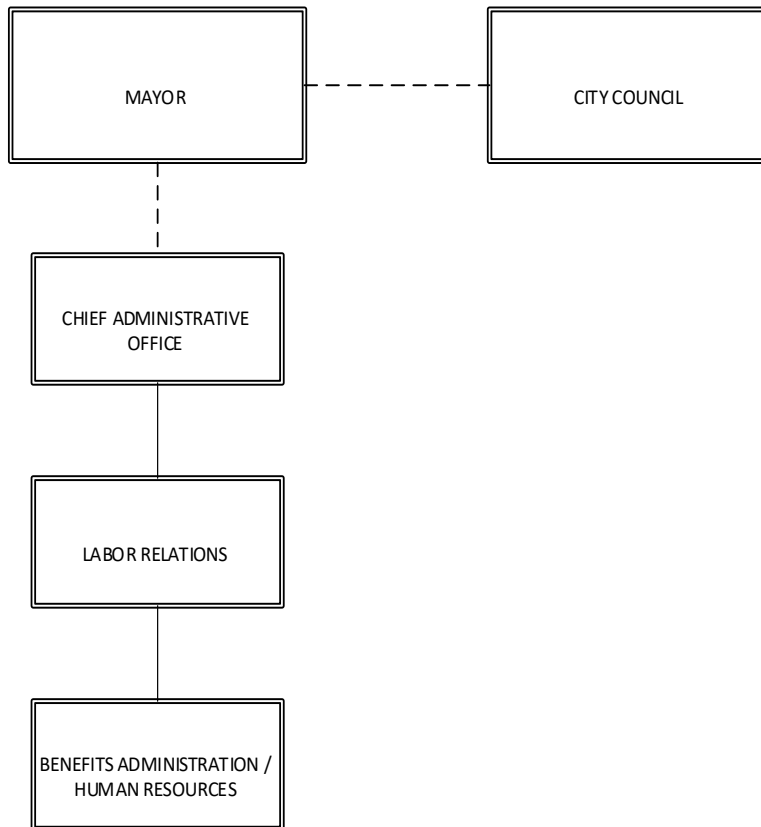 MAYOR
CITY COUNCIL
CHIEF ADMINISTRATIVE
OFFICE
LABOR RELATIONS
BENEFITS ADMINISTRATION /
HUMAN RESOURCES